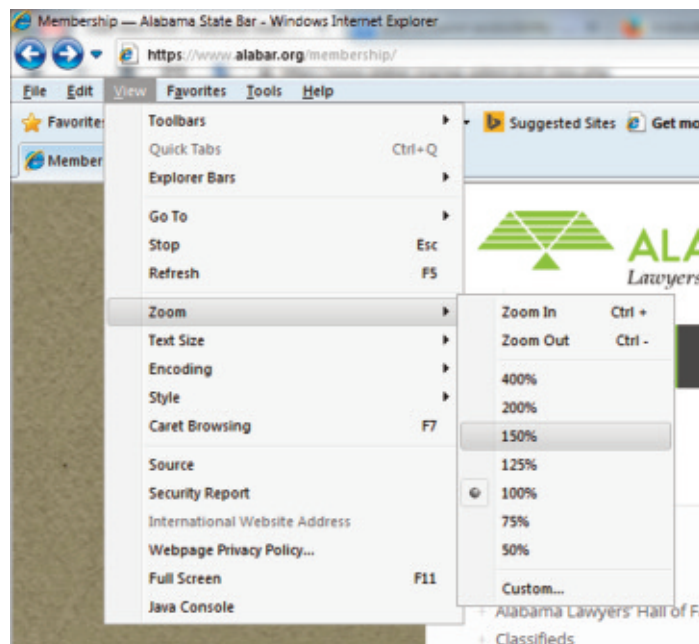 Membership — Alabama State Bar - Windows Internet Explorer
https://www.alabar.org/membership/
File Edit View Favorites Tools Help
Favorite
Suggested Sites Get mo
Member
Toolbars
Quick Tabs Ctrl+Q
Explorer Bars
Go To
Stop Esc
Refresh F5
Zoom
Text Size
Encoding
Style
Caret Browsing F7
Source
Security Report
International Website Address
Webpage Privacy Policy...
Full Screen F11
Java Console
ALA
Lawyers
Zoom In Ctrl +
Zoom Out Ctrl -
400%
200%
150%
125%
100%
75%
50%
Custom...
Alabama Lawyers' Hall of F
Classifieds